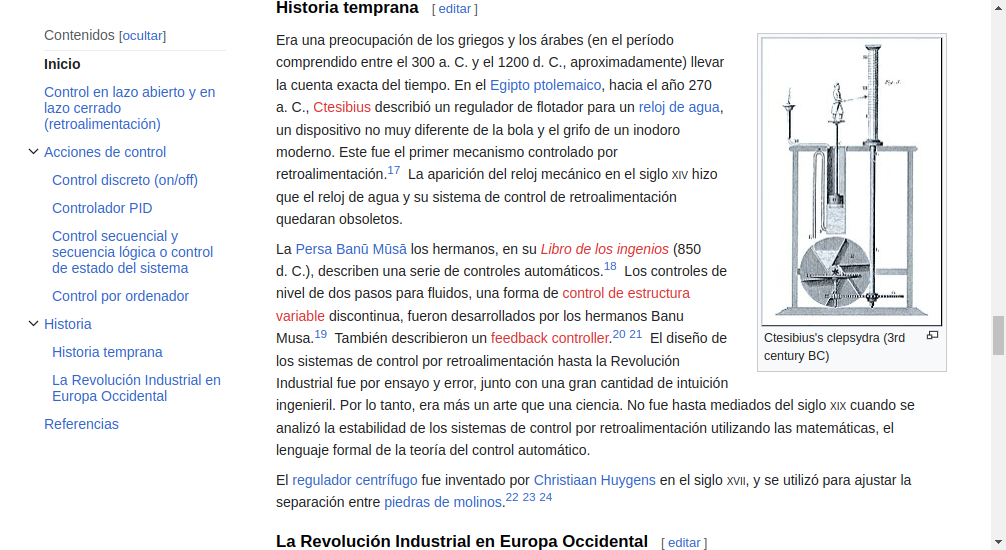 Contenidos [ocultar]
Inicio
Control en lazo abierto y en
lazo cerrado
(retroalimentación)
Acciones de control
Control discreto (on/off)
Controlador PID
Control secuencial y
secuencia lógica o control
de estado del sistema
Control por ordenador
Historia
Historia temprana
La Revolución Industrial en
Europa Occidental
Referencias
Historia temprana [ editar ]
Era una preocupación de los griegos y los árabes (en el período
comprendido entre el 300 a. C. y el 1200 d. C., aproximadamente) llevar
la cuenta exacta del tiempo. En el Egipto ptolemaico, hacia el año 270
a. C., Ctesibius describió un regulador de flotador para un reloj de agua,
un dispositivo no muy diferente de la bola y el grifo de un inodoro
moderno. Este fue el primer mecanismo controlado por
retroalimentación.17 La aparición del reloj mecánico en el siglo XIV hizo
que el reloj de agua y su sistema de control de retroalimentación
quedaran obsoletos.
La Persa Banū Mūsā los hermanos, en su Libro de los ingenios (850
d. C.), describen una serie de controles automáticos.18 Los controles de
nivel de dos pasos para fluidos, una forma de control de estructura
variable discontinua, fueron desarrollados por los hermanos Banu
Musa.19 También describieron un feedback controller.20 21 El diseño de
los sistemas de control por retroalimentación hasta la Revolución
Industrial fue por ensayo y error, junto con una gran cantidad de intuición
ingenieril. Por lo tanto, era más un arte que una ciencia. No fue hasta mediados del siglo XIX cuando se
analizó la estabilidad de los sistemas de control por retroalimentación utilizando las matemáticas, el
lenguaje formal de la teoría del control automático.
El regulador centrífugo fue inventado por Christiaan Huygens en el siglo XVII, y se utilizó para ajustar la
separación entre piedras de molinos.22 23 24
La Revolución Industrial en Europa Occidental [ editar ]
Fig. 3.
Ctesibius's clepsydra (3rd
century BC)